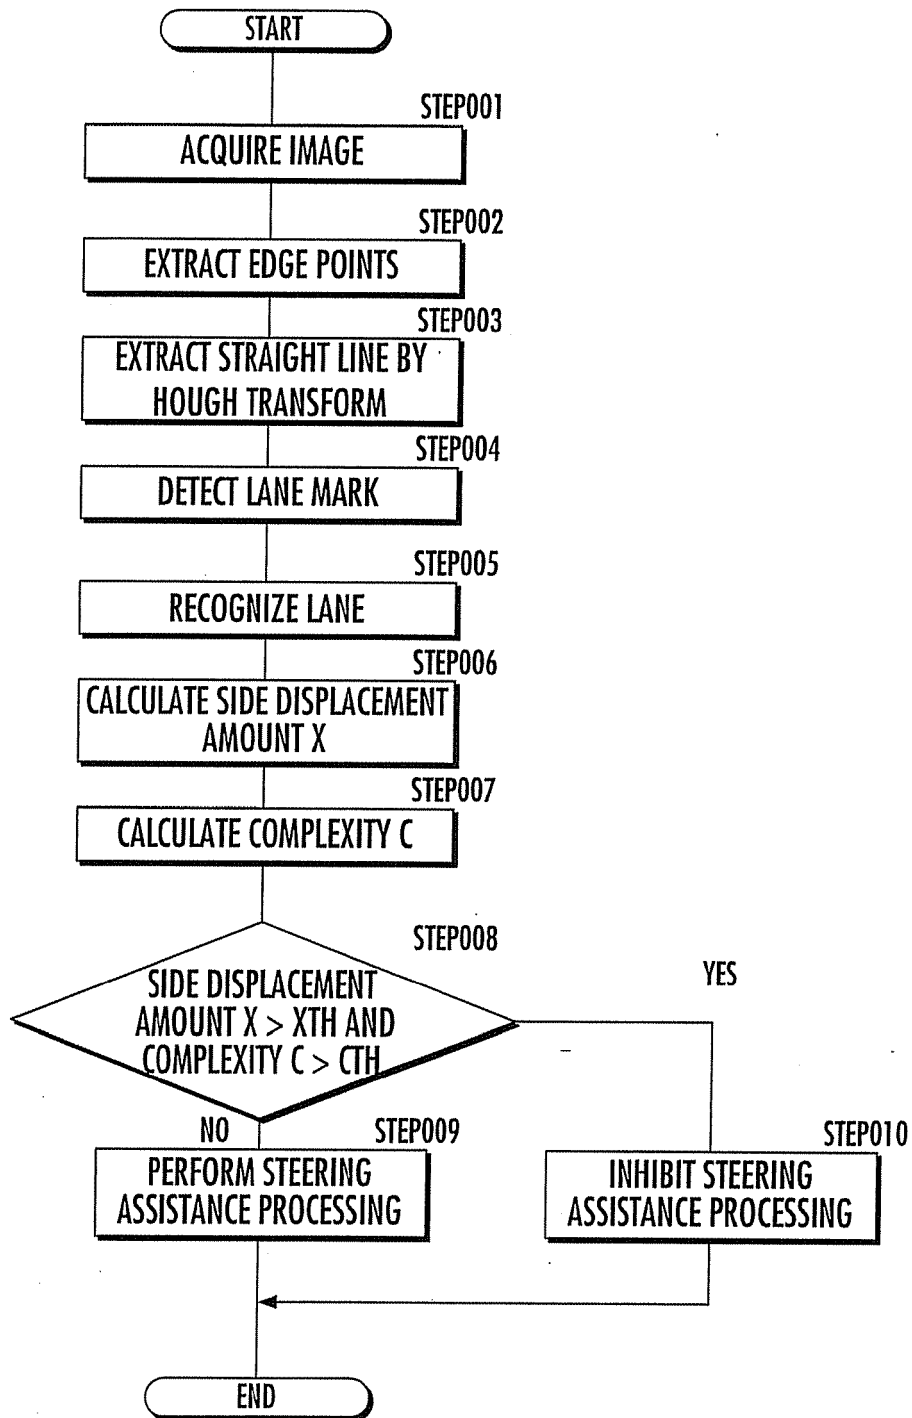 START
STEP001
ACQUIRE IMAGE
STEP002
EXTRACT EDGE POINTS
STEP003
EXTRACT STRAIGHT LINE BY
HOUGH TRANSFORM
STEP004
DETECT LANE MARK
STEP005
RECOGNIZE LANE
STEP006
CALCULATE SIDE DISPLACEMENT
AMOUNT X
STEP007
CALCULATE COMPLEXITY C
STEP008
SIDE DISPLACEMENT
AMOUNT X > XTH AND
COMPLEXITY C > CTH
YES
NO
STEP009
PERFORM STEERING
ASSISTANCE PROCESSING
STEP010
INHIBIT STEERING
ASSISTANCE PROCESSING
END